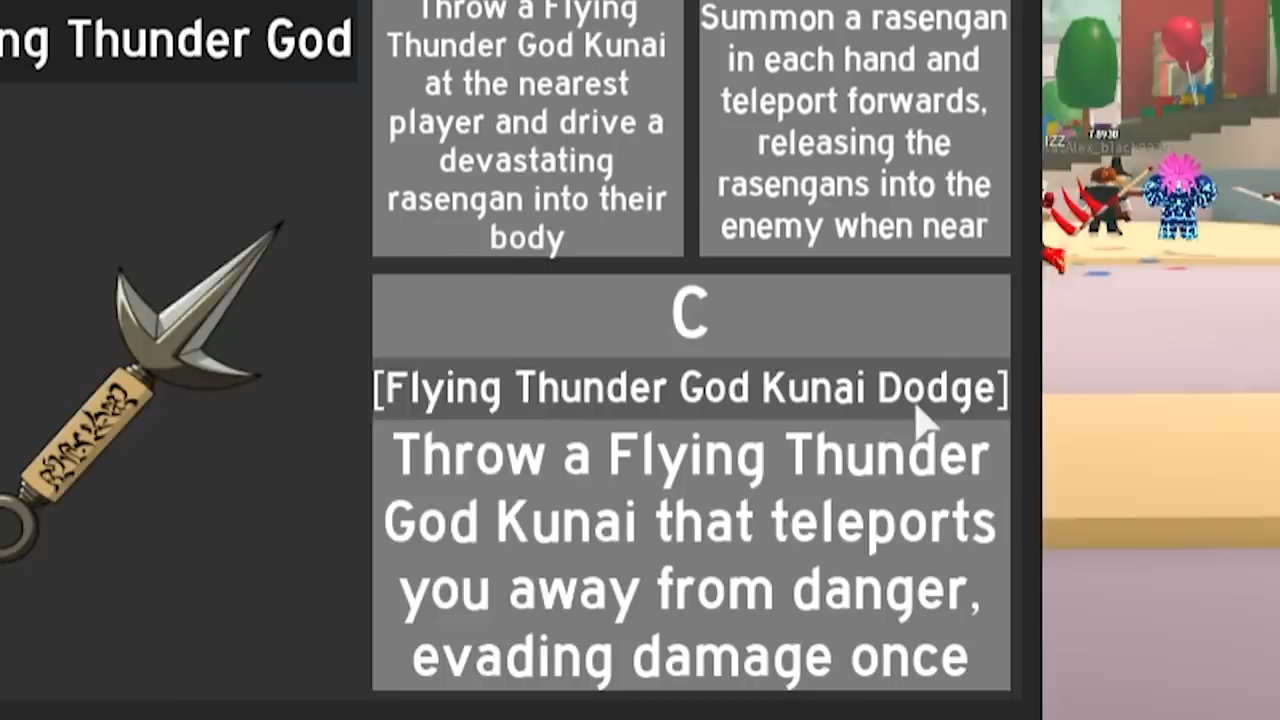 ng Thunder God
Throw a Flying
Thunder God Kunai
at the nearest
player and drive a
devastating
rasengan into their
body
Summon a rasengan
in each hand and
teleport forwards,
releasing the
rasengans into the
enemy when near
C
[Flying Thunder God Kunai Dodge]
Throw a Flying Thunder
God Kunai that teleports
you away from danger,
evading damage once